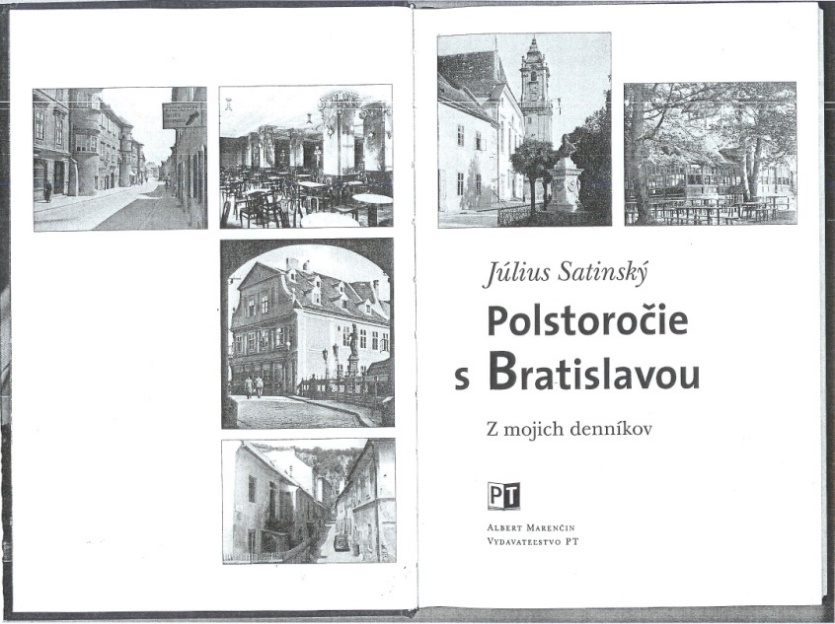 Július Satinský
Polstoročie
s Bratislavou
Z mojich denníkov
PT
Albert Marenčin
Vydavateľstvo PT